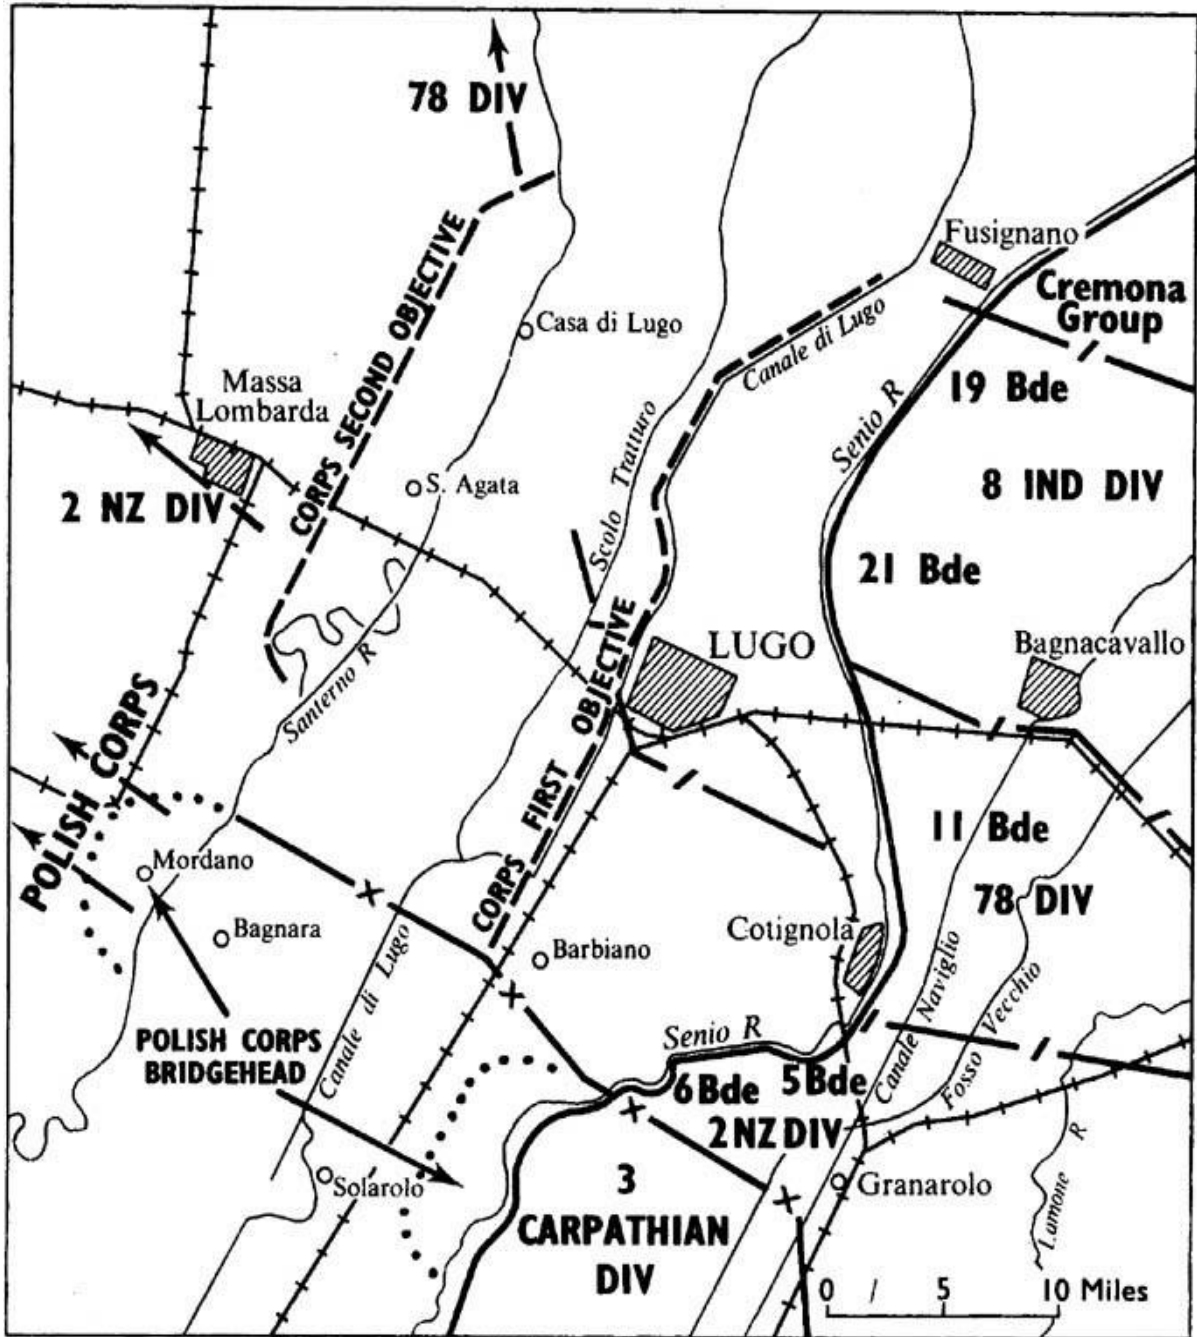 78 DIV
Fusignano
Cremona
Group
Casa di Lugo
Canale di Lugo
CORPS SECOND OBJECTIVE
Massa
Lombarda
19 Bde
Senio R
S. Agata
Scolo Tratturo
8 IND DIV
2 NZ DIV
21 Bde
LUGO
Bagnacavallo
Santerno R
CORPS FIRST OBJECTIVE
POLISH CORPS
11 Bde
Mordano
78 DIV
Bagnara
Cotignola
Barbiano
Canale di Lugo
Canale Naviglio
Fosso Vecchio
POLISH CORPS
BRIDGEHEAD
Senio R
6 Bde
5 Bde
2 NZ DIV
Lamone R
Solarolo
Granarolo
3
CARPATHIAN
DIV
0 5 10 Miles